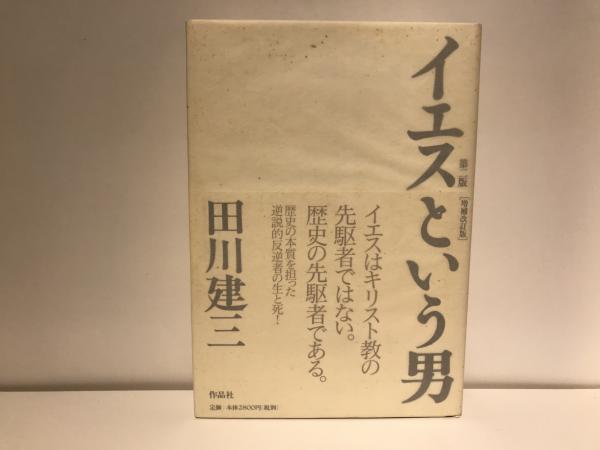 イエスという男
第二版[増補改訂版]
イエスはキリスト教の
先駆者ではない。
歴史の先駆者である。
歴史の本質を担った
逆説的反逆者の生と死!
田川建三
作品社
定価:本体2800円(税別)